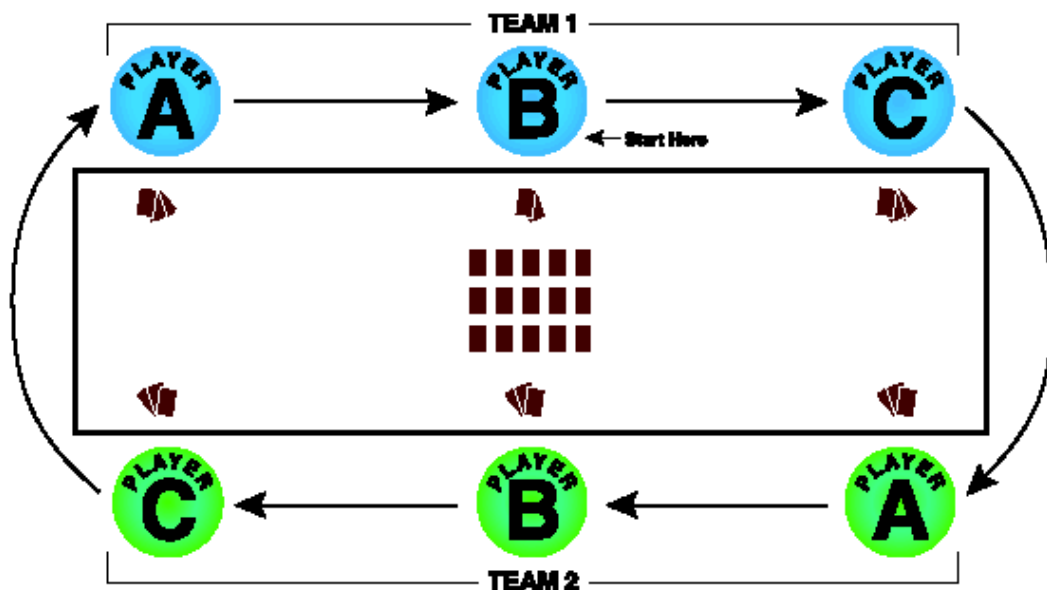 TEAM 1
PLAYER A
PLAYER B
PLAYER C
Start Here
PLAYER C
PLAYER B
PLAYER A
TEAM 2